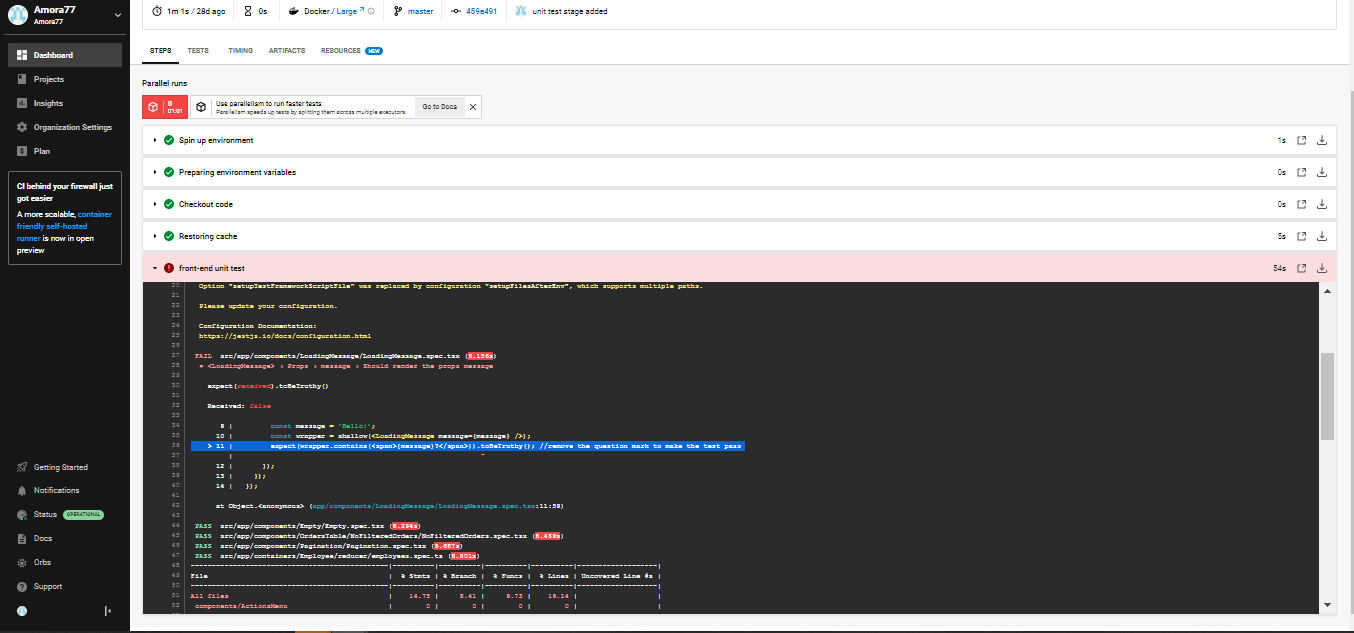 Amora77
Amora77
Dashboard
Projects
Insights
Organization Settings
Plan
CI behind your firewall just
got easier
A more scalable, container
friendly self-hosted
runner is now in open
preview
Getting Started
Notifications
Status OPERATIONAL
Docs
Orbs
Support
1m 1s / 28d ago
0s
Docker / Large
master
459e491
unit test stage added
STEPS TESTS TIMING ARTIFACTS RESOURCES NEW
Parallel runs
0
01:01
Use parallelism to run faster tests
Parallelism speeds up tests by splitting them across multiple executors.
Go to Docs
Spin up environment 1s
Preparing environment variables 0s
Checkout code 0s
Restoring cache 5s
front-end unit test 54s
20 Option "setupTestFrameworkScriptFile" was replaced by configuration "setupFilesAfterEnv", which supports multiple paths.
21
22 Please update your configuration.
23
24 Configuration Documentation:
25 https://jestjs.io/docs/configuration.html
26
27 FAIL src/app/components/LoadingMessage/LoadingMessage.spec.tsx (8.156s)
28 <LoadingMessage> > Props > message > Should render the props message
29
30 expect(received).toBeTruthy()
31
32 Received: false
33
34 9 | const message = 'Hello!';
35 10 | const wrapper = shallow(<LoadingMessage message={message} />);
36 > 11 | expect(wrapper.contains(<span>{message}?</span>)).toBeTruthy(); //remove the question mark to make the test pass
37 |
38 12 | });
39 13 | });
40 14 | });
41
42 at Object.<anonymous> (app/components/LoadingMessage/LoadingMessage.spec.tsx:11:58)
43
44 PASS src/app/components/Empty/Empty.spec.tsx (8.294s)
45 PASS src/app/components/OrdersTable/NoFilteredOrders/NoFilteredOrders.spec.tsx (8.489s)
46 PASS src/app/components/Pagination/Pagination.spec.tsx (8.657s)
47 PASS src/app/containers/Employee/reducer/employees.spec.ts (8.801s)
48
49 File | % Stmts | % Branch | % Funcs | % Lines | Uncovered Line #s |
50
51 All files | 14.75 | 8.41 | 9.73 | 16.14 | |
52 components/ActionsMenu | 0 | 0 | 0 | 0 | |